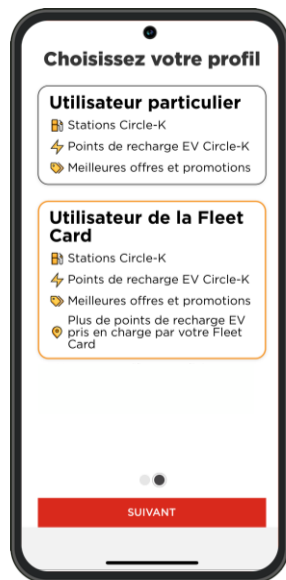 Choisissez votre profil
Utilisateur particulier
Stations Circle-K
Points de recharge EV Circle-K
Meilleures offres et promotions
Utilisateur de la Fleet
Card
Stations Circle-K
Points de recharge EV Circle-K
Meilleures offres et promotions
Plus de points de recharge EV
pris en charge par votre Fleet
Card
SUIVANT